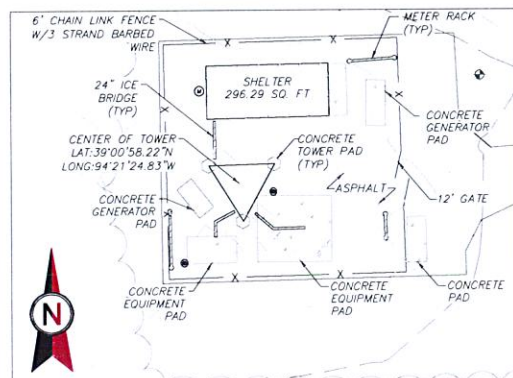 6' CHAIN LINK FENCE
W/3 STRAND BARBED
WIRE
METER RACK
(TYP)
SHELTER
296.29 SQ. FT
24" ICE
BRIDGE
(TYP)
CONCRETE
GENERATOR
PAD
CENTER OF TOWER
LAT:39°00'58.22"N
LONG:94°21'24.83"W
CONCRETE
TOWER PAD
(TYP)
ASPHALT
12' GATE
CONCRETE
GENERATOR
PAD
N
CONCRETE
EQUIPMENT
PAD
CONCRETE
EQUIPMENT
PAD
CONCRETE
PAD